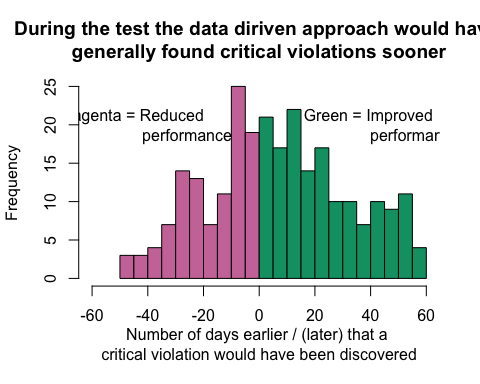 During the test the data diriven approach would hav
generally found critical violations sooner
genta = Reduced
performance
Green = Improved
performar
Frequency
25
20
15
10
5
0
-60 -40 -20 0 20 40 60
Number of days earlier / (later) that a
critical violation would have been discovered